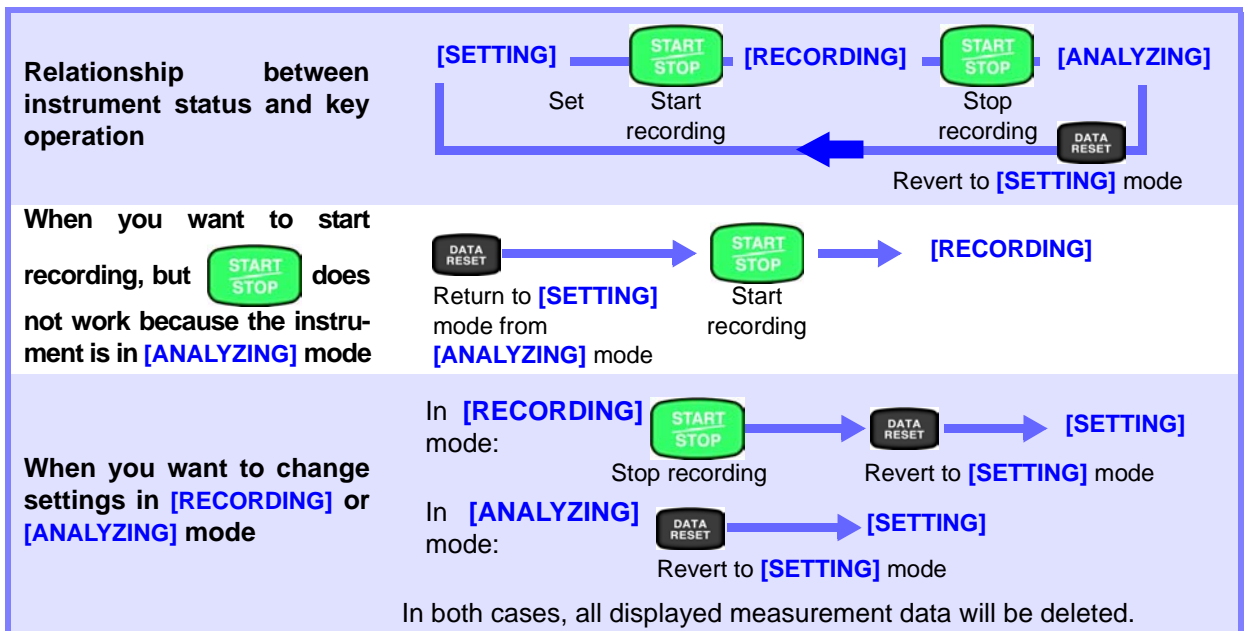 Relationship between
instrument status and key
operation
[SETTING] START STOP [RECORDING] START STOP [ANALYZING]
Set Start
recording
Stop
recording
DATA
RESET
Revert to [SETTING] mode
When you want to start
recording, but START STOP does
not work because the instru-
ment is in [ANALYZING] mode
DATA
RESET
START
STOP
[RECORDING]
Return to [SETTING]
mode from
[ANALYZING] mode
Start
recording
When you want to change
settings in [RECORDING] or
[ANALYZING] mode
In [RECORDING]
mode:
START
STOP
DATA
RESET
[SETTING]
Stop recording
Revert to [SETTING] mode
In [ANALYZING]
mode:
DATA
RESET
[SETTING]
Revert to [SETTING] mode
In both cases, all displayed measurement data will be deleted.